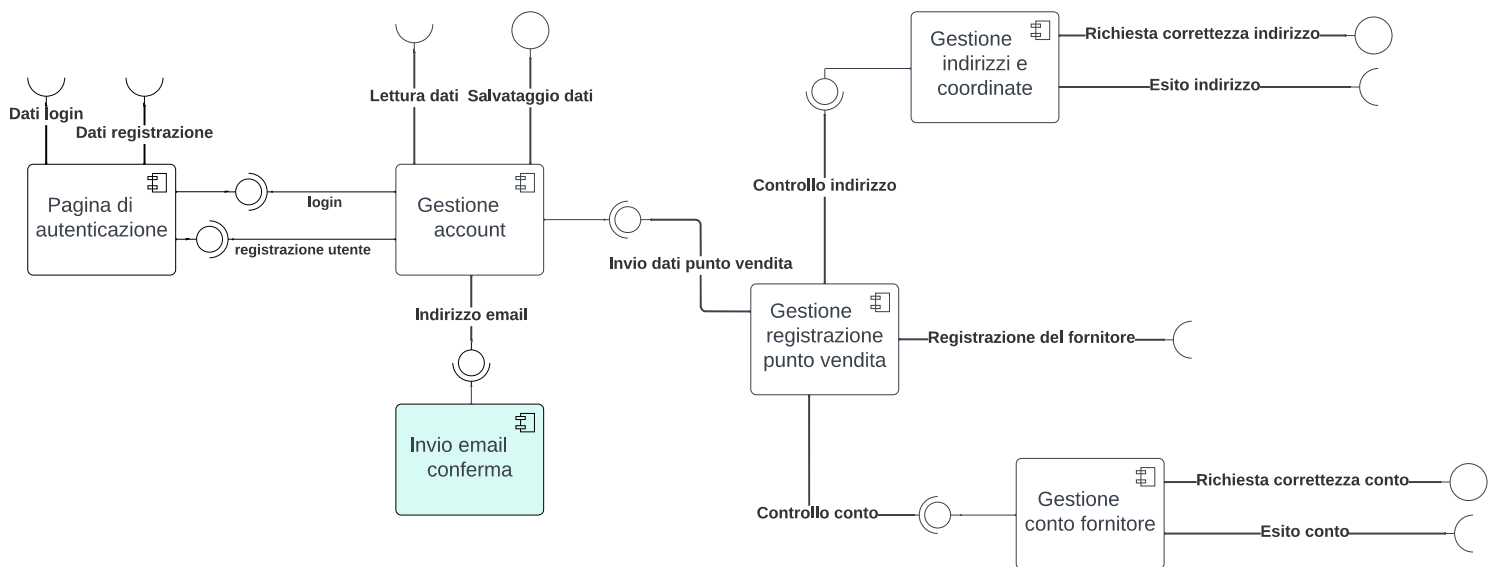 Gestione
indirizzi e
coordinate
Richiesta correttezza indirizzo
Esito indirizzo
Lettura dati
Salvataggio dati
Dati login
Dati registrazione
Pagina di
autenticazione
login
registrazione utente
Gestione
account
Controllo indirizzo
Invio dati punto vendita
Indirizzo email
Gestione
registrazione
punto vendita
Registrazione del fornitore
Invio email
conferma
Controllo conto
Gestione
conto fornitore
Richiesta correttezza conto
Esito conto